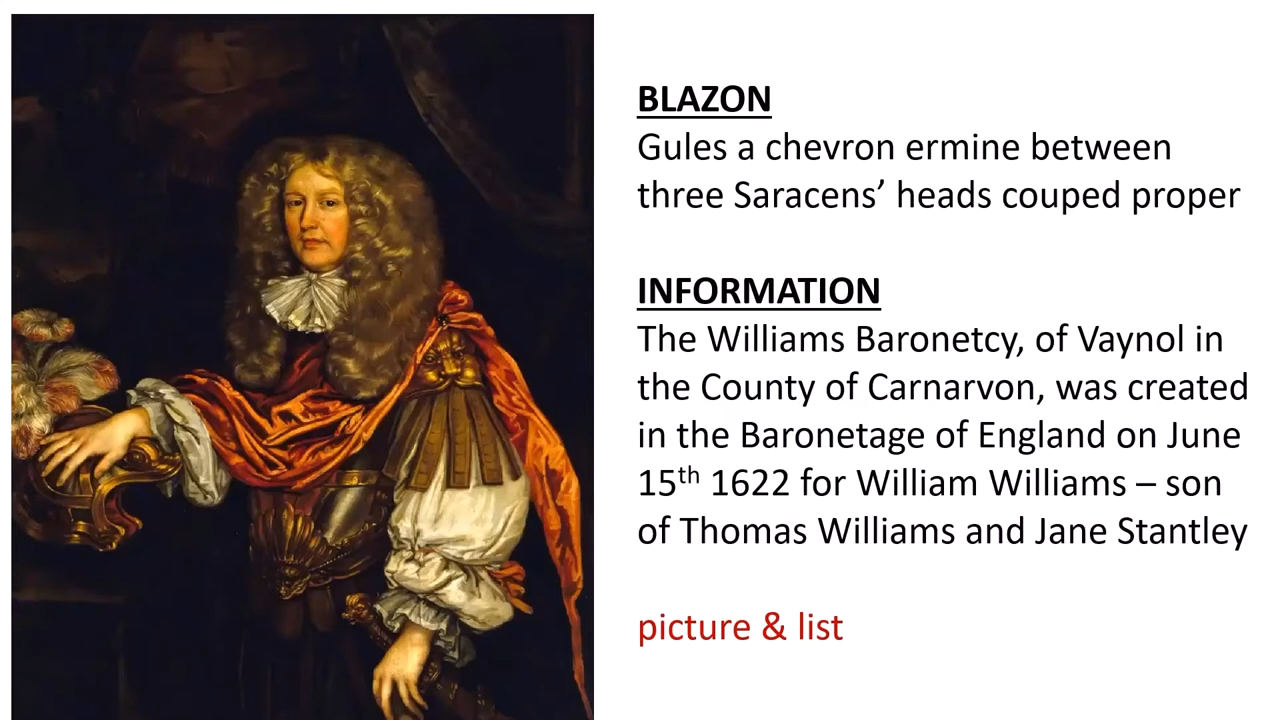 BLAZON
Gules a chevron ermine between
three Saracens’ heads couped proper
INFORMATION
The Williams Baronetcy, of Vaynol in
the County of Carnarvon, was created
in the Baronetage of England on June
15th 1622 for William Williams – son
of Thomas Williams and Jane Stantley
picture & list